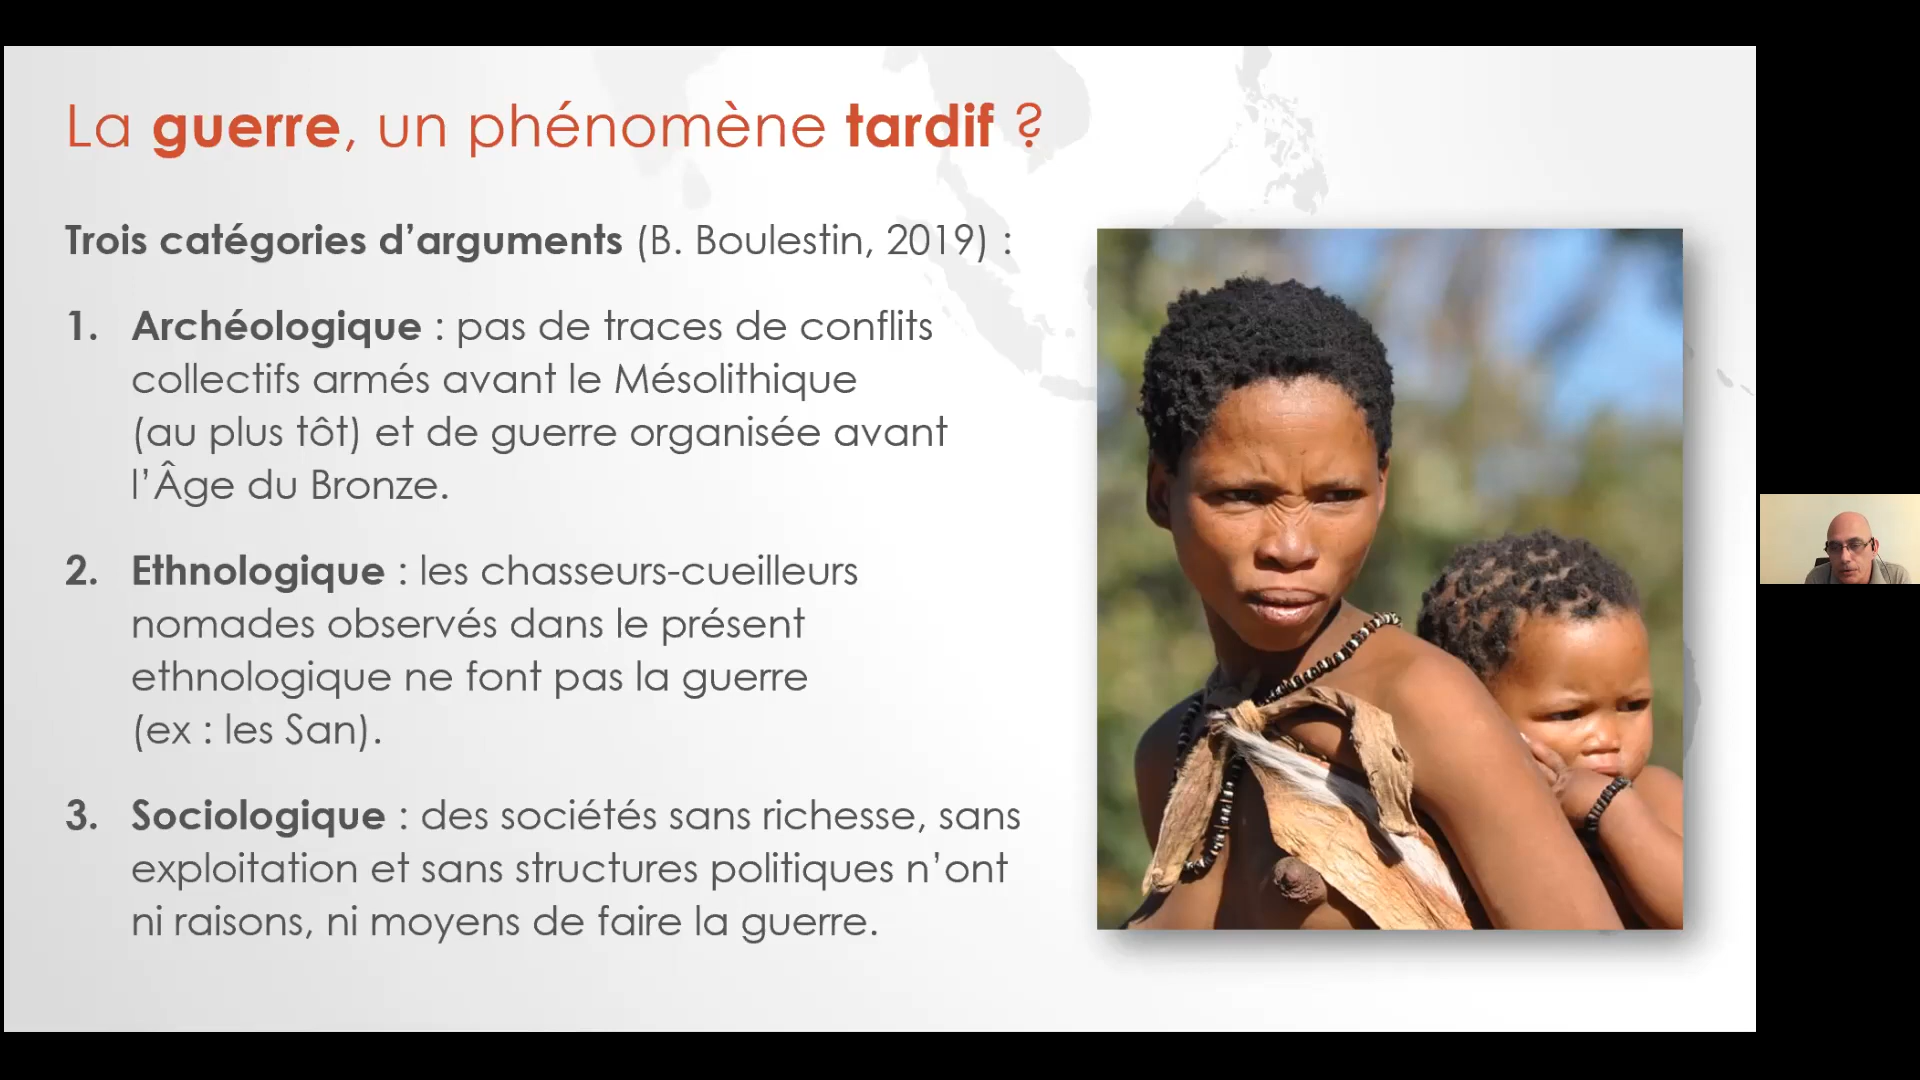 La guerre, un phénomène tardif ?
Trois catégories d’arguments (B. Boulestin, 2019) :
1. Archéologique : pas de traces de conflits
collectifs armés avant le Mésolithique
(au plus tôt) et de guerre organisée avant
l’Âge du Bronze.
2. Ethnologique : les chasseurs-cueilleurs
nomades observés dans le présent
ethnologique ne font pas la guerre
(ex : les San).
3. Sociologique : des sociétés sans richesse, sans
exploitation et sans structures politiques n’ont
ni raisons, ni moyens de faire la guerre.